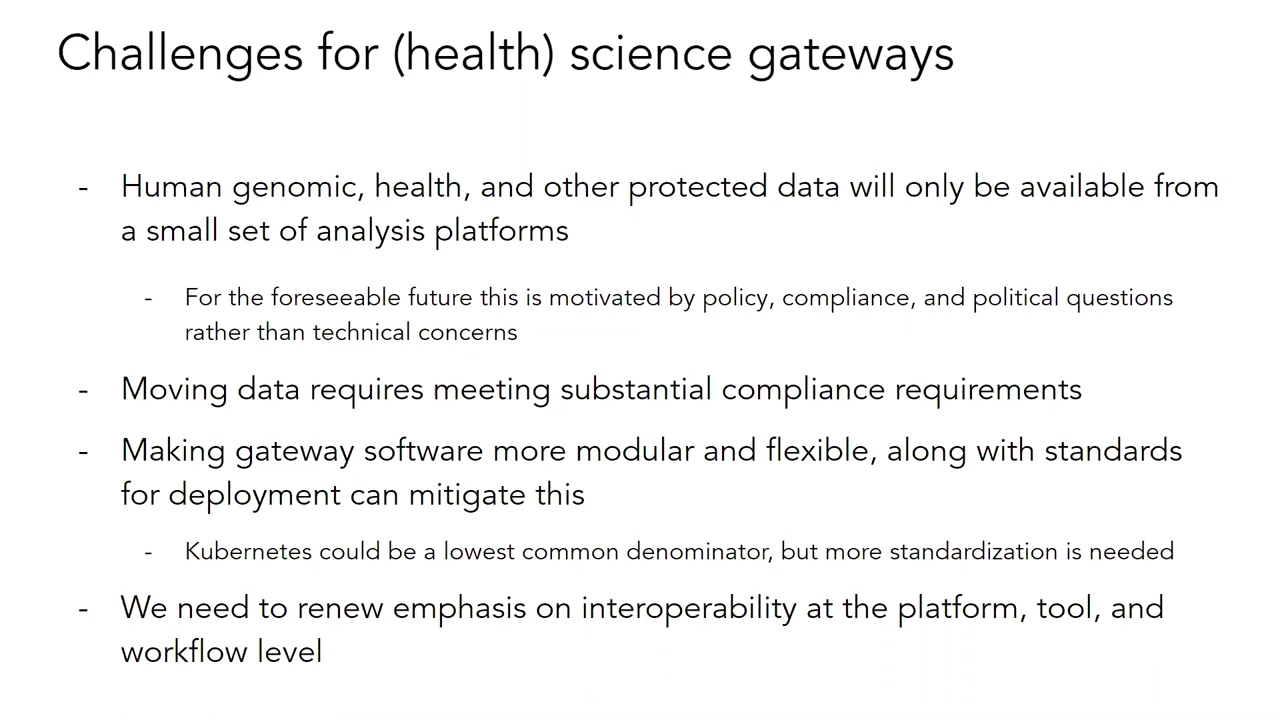 Challenges for (health) science gateways
- Human genomic, health, and other protected data will only be available from
a small set of analysis platforms
- For the foreseeable future this is motivated by policy, compliance, and political questions
rather than technical concerns
- Moving data requires meeting substantial compliance requirements
- Making gateway software more modular and flexible, along with standards
for deployment can mitigate this
- Kubernetes could be a lowest common denominator, but more standardization is needed
- We need to renew emphasis on interoperability at the platform, tool, and
workflow level